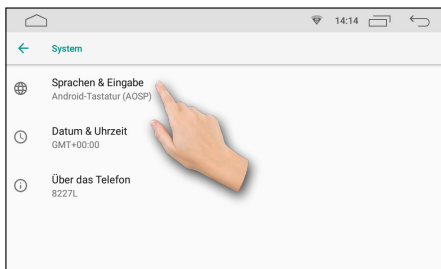 14:14
System
Sprachen & Eingabe
Android-Tastatur (AOSP)
Datum & Uhrzeit
GMT+00:00
Über das Telefon
8227L